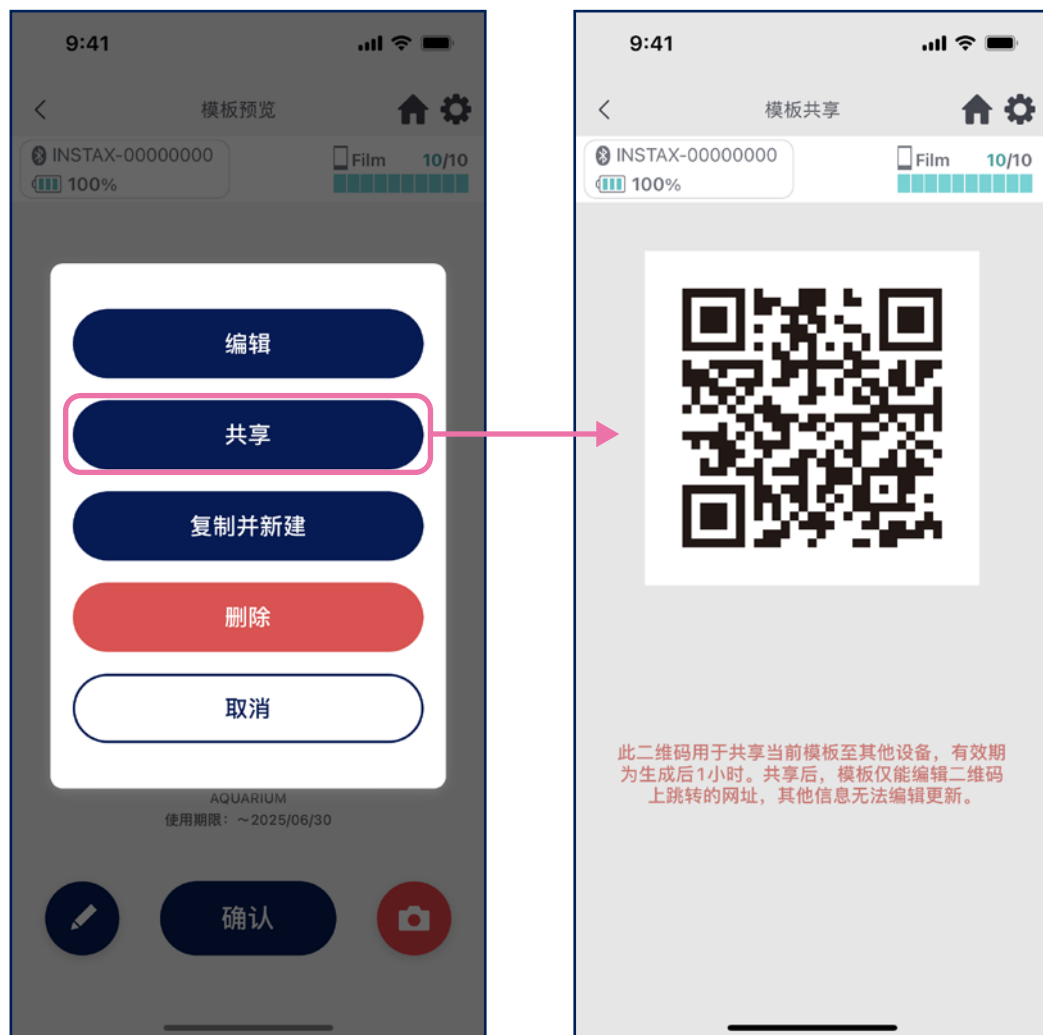 9:41
模板预览
INSTAX-00000000
Film 10/10
100%
编辑
共享
复制并新建
删除
取消
AQUARIUM
使用期限：～2025/06/30
确认
9:41
模板共享
INSTAX-00000000
Film 10/10
100%
此二维码用于共享当前模板至其他设备，有效期
为生成后1小时。共享后，模板仅能编辑二维码
上跳转的网址，其他信息无法编辑更新。